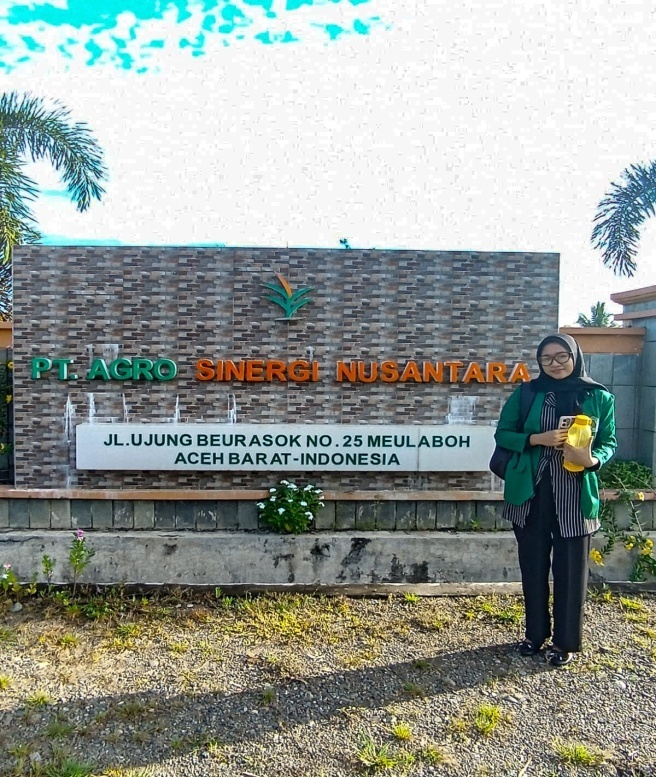 PT. AGRO SINERGI NUSANTARA
JL.UJUNG BEURASOK NO. 25 MEULABOH
ACEH BARAT-INDONESIA